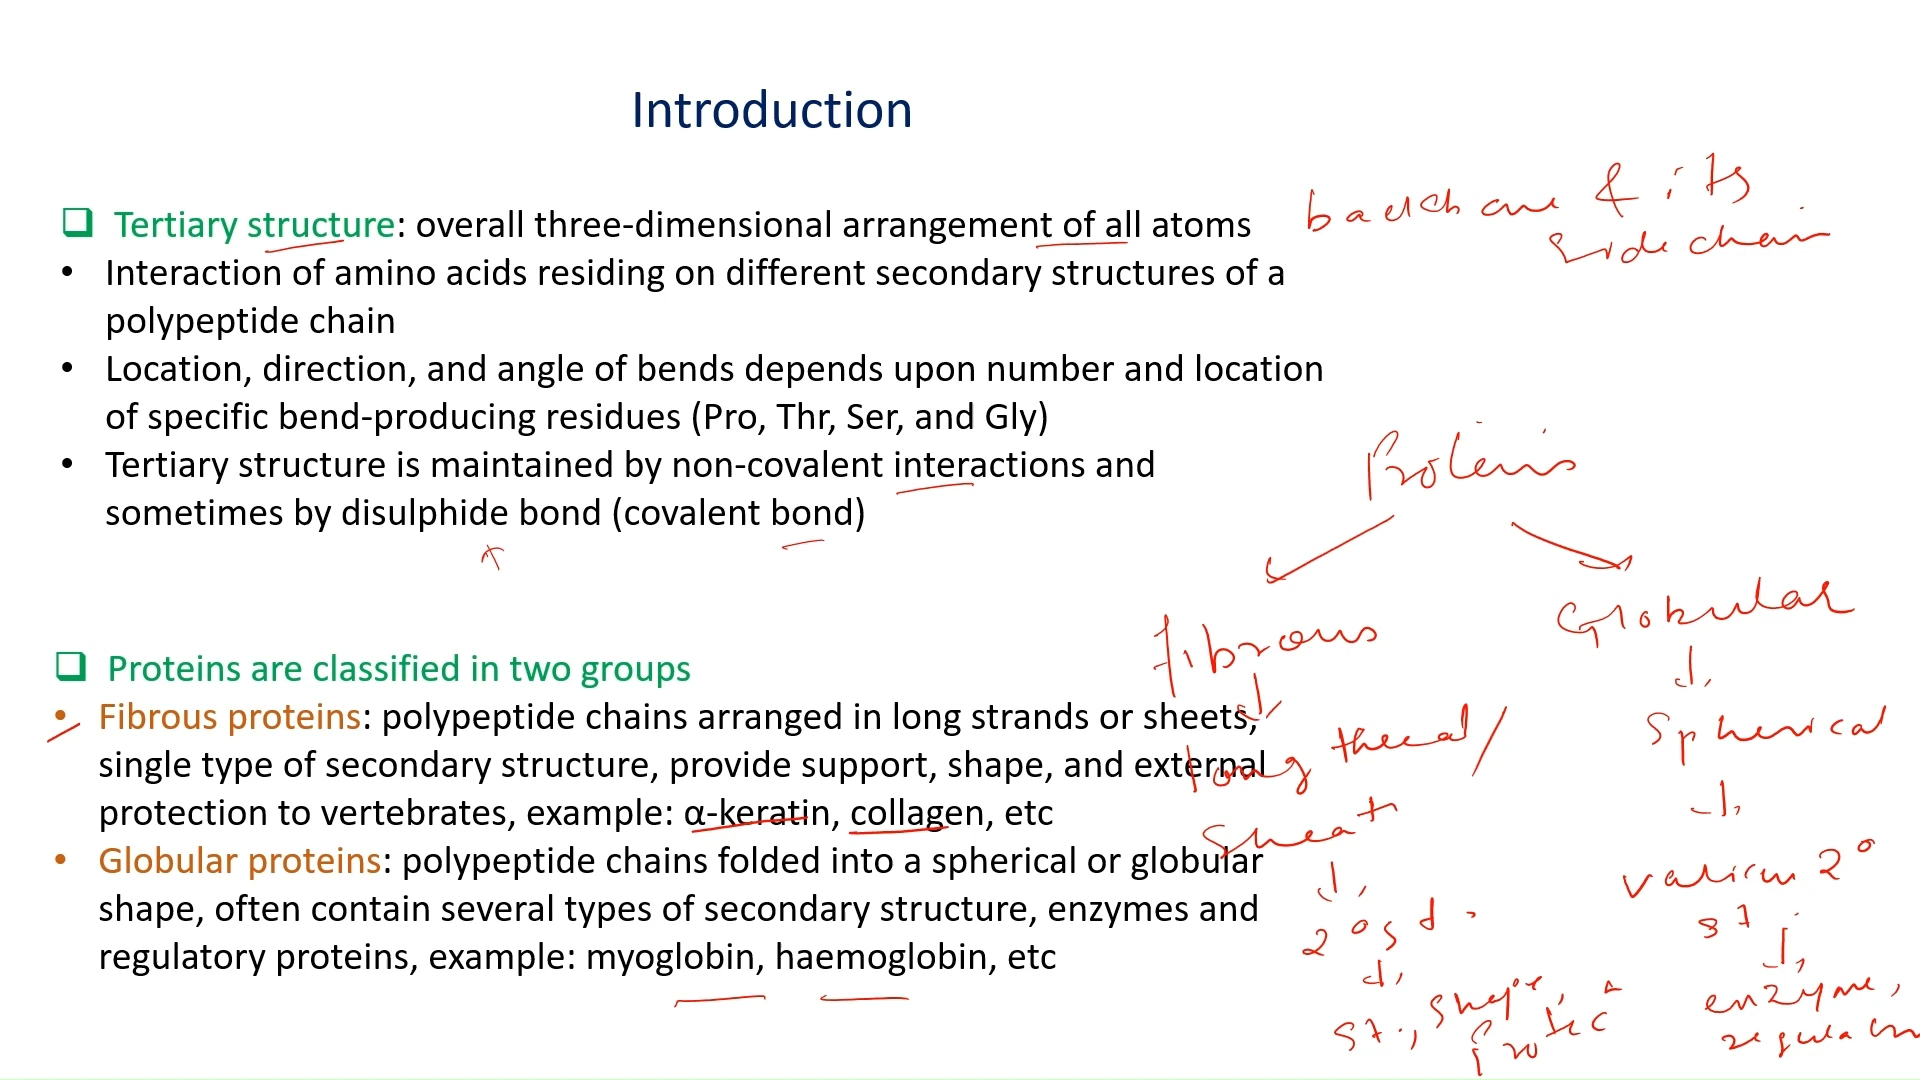 Introduction
❑ Tertiary structure: overall three-dimensional arrangement of all atoms
• Interaction of amino acids residing on different secondary structures of a
polypeptide chain
• Location, direction, and angle of bends depends upon number and location
of specific bend-producing residues (Pro, Thr, Ser, and Gly)
• Tertiary structure is maintained by non-covalent interactions and
sometimes by disulphide bond (covalent bond)
❑ Proteins are classified in two groups
• Fibrous proteins: polypeptide chains arranged in long strands or sheets,
single type of secondary structure, provide support, shape, and external
protection to vertebrates, example: α-keratin, collagen, etc
• Globular proteins: polypeptide chains folded into a spherical or globular
shape, often contain several types of secondary structure, enzymes and
regulatory proteins, example: myoglobin, haemoglobin, etc
backbone & its
side chain
Proteins
fibrous
Globular
long /
Spherical
2°
2° st
st
st., shape,
enzyme,